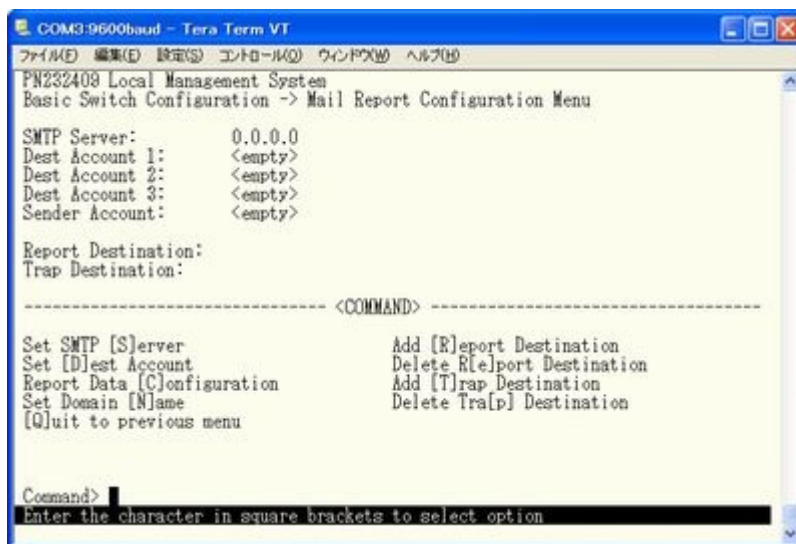 COM3:9600baud - Tera Term VT
ファイル(F) 編集(E) 設定(S) コントロール(O) ウィンドウ(W) ヘルプ(H)
PN232409 Local Management System
Basic Switch Configuration -> Mail Report Configuration Menu
SMTP Server: 0.0.0.0
Dest Account 1: <empty>
Dest Account 2: <empty>
Dest Account 3: <empty>
Sender Account: <empty>
Report Destination:
Trap Destination:
-------------------------------- <COMMAND> -----------------------------------
Set SMTP [S]erver Add [R]eport Destination
Set [D]est Account Delete R[e]port Destination
Report Data [C]onfiguration Add [T]rap Destination
Set Domain [N]ame Delete Tra[p] Destination
[Q]uit to previous menu
Command>
Enter the character in square brackets to select option